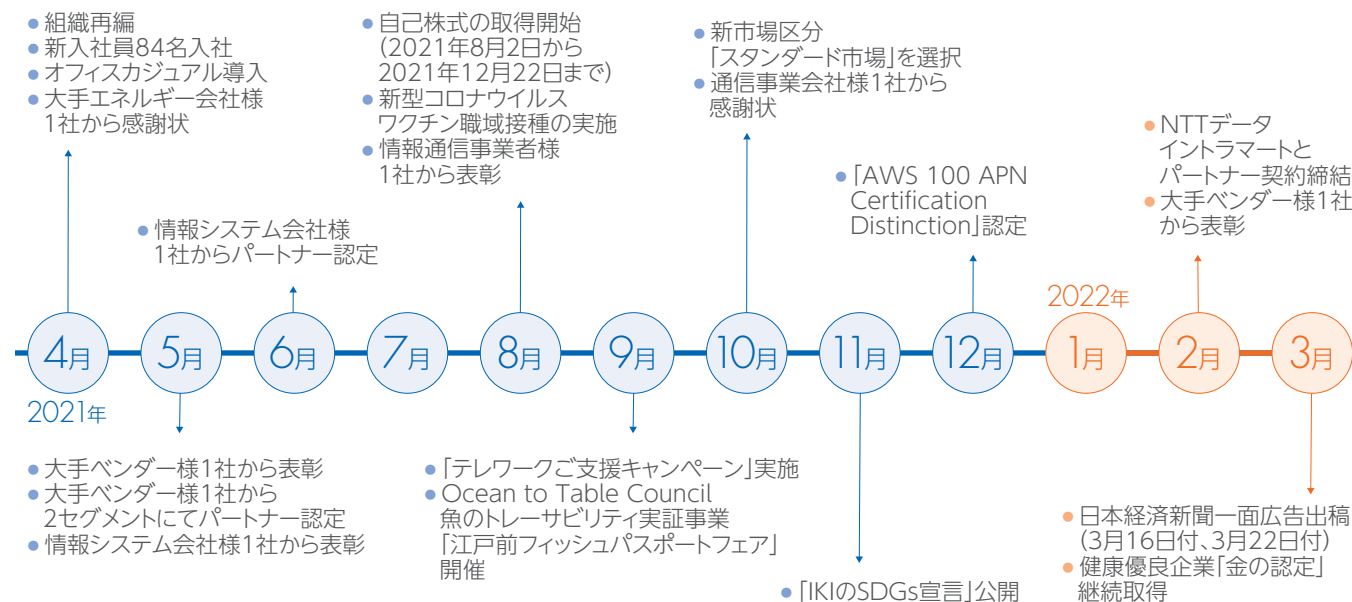 ● 組織再編
● 新入社員84名入社
● オフィスカジュアル導入
● 大手エネルギー会社様
1社から感謝状
● 自己株式の取得開始
(2021年8月2日から
2021年12月22日まで)
● 新型コロナウイルス
ワクチン職域接種の実施
● 情報通信事業者様
1社から表彰
● 新市場区分
「スタンダード市場」を選択
● 通信事業会社様1社から
感謝状
● NTTデータ
イントラマートと
パートナー契約締結
● 大手ベンダー様1社
から表彰
● 「AWS 100 APN
Certification
Distinction」認定
● 情報システム会社様
1社からパートナー認定
2022年
4月
5月
6月
7月
8月
9月
10月
11月
12月
1月
2月
3月
2021年
● 大手ベンダー様1社から表彰
● 大手ベンダー様1社から
2セグメントにてパートナー認定
● 情報システム会社様1社から表彰
● 「テレワークご支援キャンペーン」実施
● Ocean to Table Council
魚のトレーサビリティ実証事業
「江戸前フィッシュパスポートフェア」
開催
● 「IKIのSDGs宣言」公開
● 日本経済新聞一面広告出稿
(3月16日付、3月22日付)
● 健康優良企業「金の認定」
継続取得